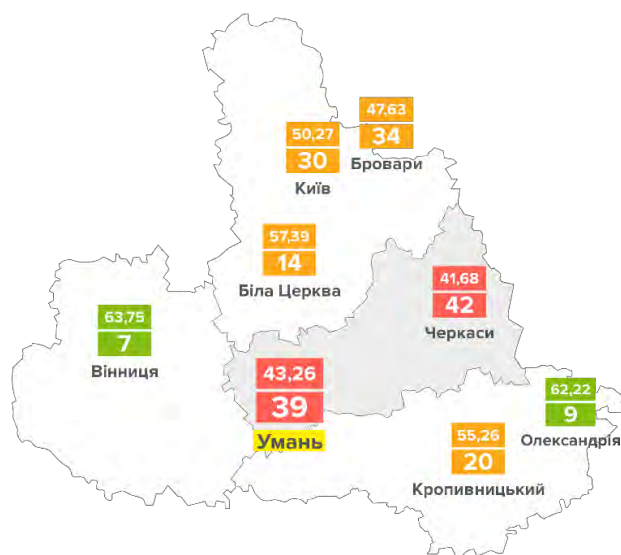 47,63
34
Бровари
50,27
30
Київ
57,39
14
Біла Церква
41,68
42
Черкаси
63,75
7
Вінниця
43,26
39
Умань
62,22
9
Олександрія
55,26
20
Кропивницький